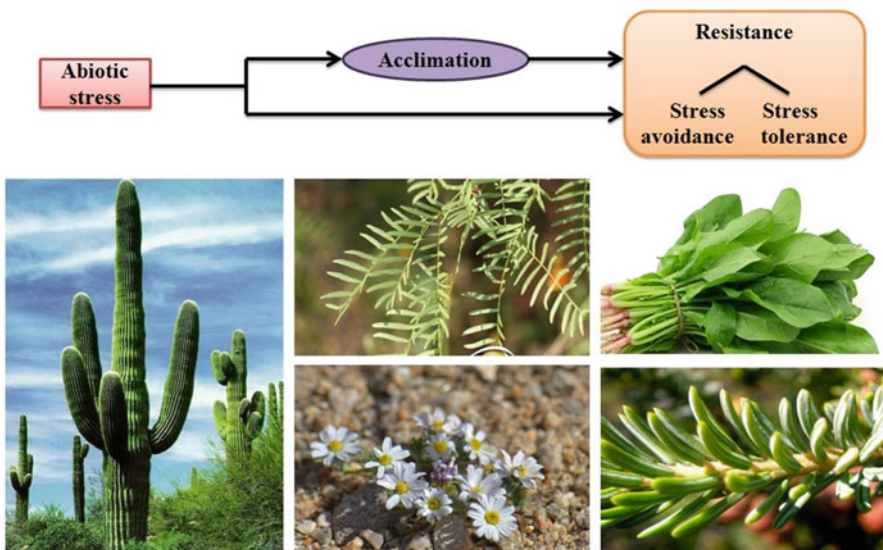 Abiotic
stress
Acclimation
Resistance
Stress
avoidance
Stress
tolerance